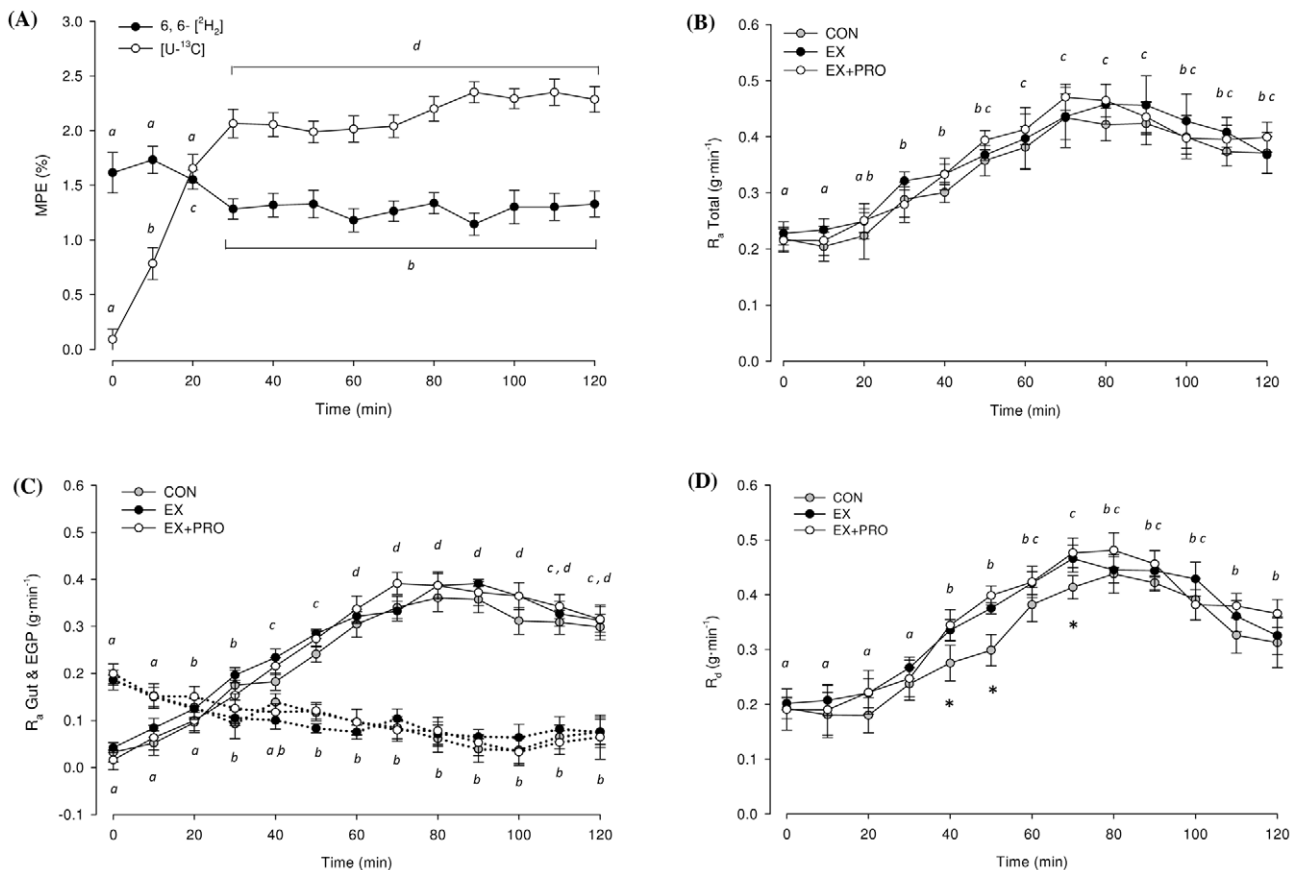 (A)
6, 6- [²H₂]
[U-¹³C]
MPE (%)
3.0
2.5
2.0
1.5
1.0
0.5
0.0
a
a
a
c
b
a
d
b
0 20 40 60 80 100 120
Time (min)
(B)
CON
EX
EX+PRO
Rₐ Total (g·min⁻¹)
0.6
0.5
0.4
0.3
0.2
0.1
0.0
a a a b b b b c c c c c b c b c b c
0 20 40 60 80 100 120
Time (min)
(C)
CON
EX
EX+PRO
Rₐ Gut & EGP (g·min⁻¹)
0.6
0.5
0.4
0.3
0.2
0.1
0.0
-0.1
a a b b c c d d d d d c , d c , d
a a a b a,b b b b b b b b b
0 20 40 60 80 100 120
Time (min)
(D)
CON
EX
EX+PRO
R_d (g·min⁻¹)
0.6
0.5
0.4
0.3
0.2
0.1
0.0
a a a a b b b c c b c b c b c b b
* * *
0 20 40 60 80 100 120
Time (min)